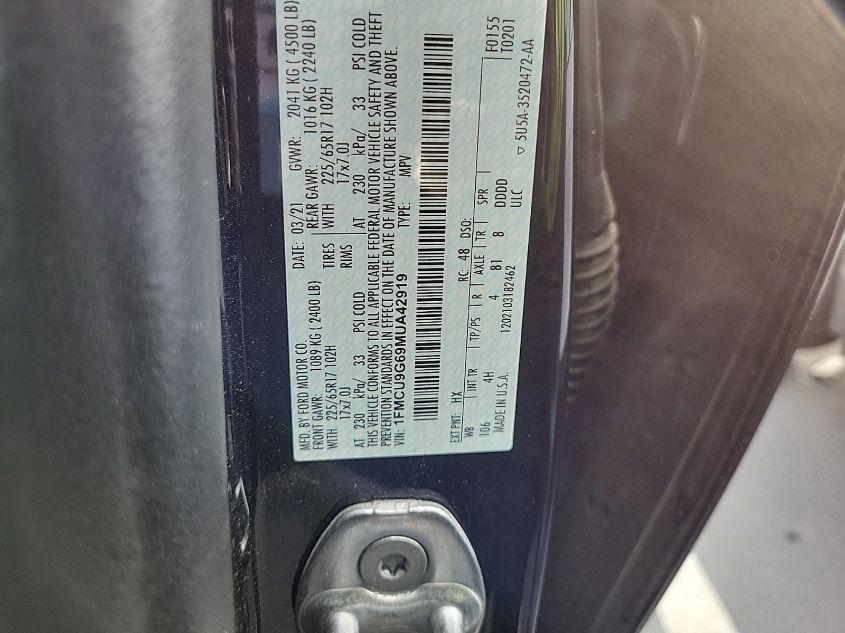 MFD. BY FORD MOTOR CO.
DATE: 03/21 GVWR: 2041 KG ( 4500 LB)
FRONT GAWR: 1089 KG ( 2400 LB) REAR GAWR: 1016 KG ( 2240 LB)
WITH 225/65R17 102H TIRES WITH 225/65R17 102H
17x7.0J RIMS 17x7.0J
AT 230 kPa/ 33 PSI COLD AT 230 kPa/ 33 PSI COLD
THIS VEHICLE CONFORMS TO ALL APPLICABLE FEDERAL MOTOR VEHICLE SAFETY AND THEFT
PREVENTION STANDARDS IN EFFECT ON THE DATE OF MANUFACTURE SHOWN ABOVE.
VIN: 1FMCU9G69MUA42919 TYPE: MPV
EXT PNT: HX RC: 48 DSO: F0155
WB INT TR TP/PS R AXLE TR SPR T0201
106 4H 4 81 8 DDDD
MADE IN U.S.A. 1202103182462 ULC
▽ 5U5A-3520472-AA